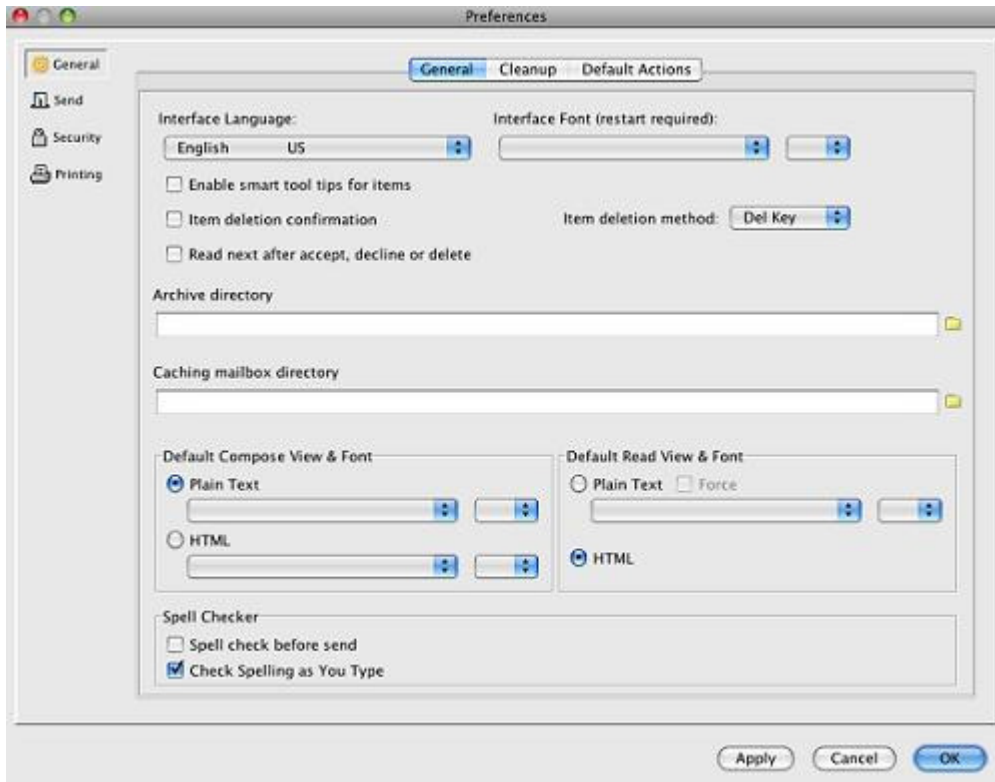 Preferences
General
Send
Security
Printing
General Cleanup Default Actions
Interface Language: Interface Font (restart required):
English US
Enable smart tool tips for items
Item deletion confirmation Item deletion method: Del Key
Read next after accept, decline or delete
Archive directory
Caching mailbox directory
Default Compose View & Font
Plain Text
HTML
Default Read View & Font
Plain Text Force
HTML
Spell Checker
Spell check before send
Check Spelling as You Type
Apply Cancel OK